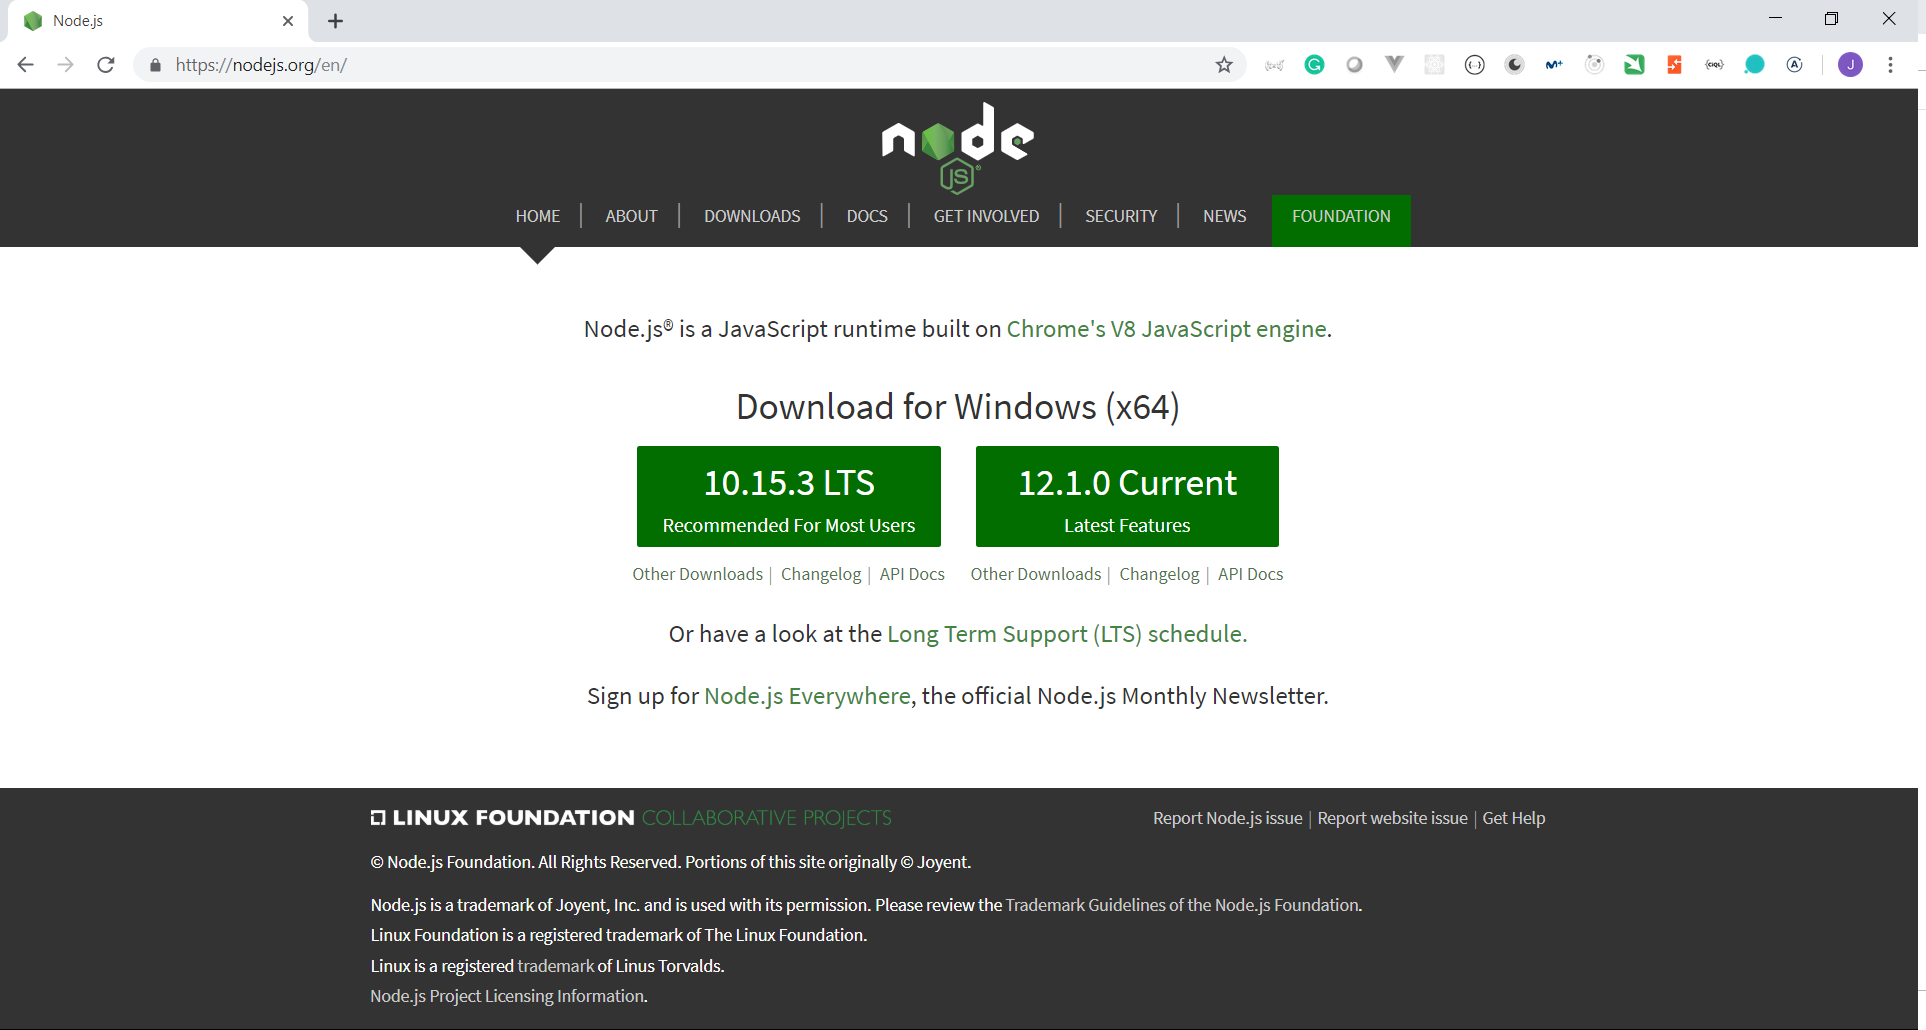 Node.js
https://nodejs.org/en/
J
node
JS
HOME | ABOUT | DOWNLOADS | DOCS | GET INVOLVED | SECURITY | NEWS FOUNDATION
Node.js® is a JavaScript runtime built on Chrome's V8 JavaScript engine.
Download for Windows (x64)
10.15.3 LTS
Recommended For Most Users
12.1.0 Current
Latest Features
Other Downloads | Changelog | API Docs
Other Downloads | Changelog | API Docs
Or have a look at the Long Term Support (LTS) schedule.
Sign up for Node.js Everywhere, the official Node.js Monthly Newsletter.
LINUX FOUNDATION COLLABORATIVE PROJECTS
Report Node.js issue | Report website issue | Get Help
© Node.js Foundation. All Rights Reserved. Portions of this site originally © Joyent.
Node.js is a trademark of Joyent, Inc. and is used with its permission. Please review the Trademark Guidelines of the Node.js Foundation.
Linux Foundation is a registered trademark of The Linux Foundation.
Linux is a registered trademark of Linus Torvalds.
Node.js Project Licensing Information.